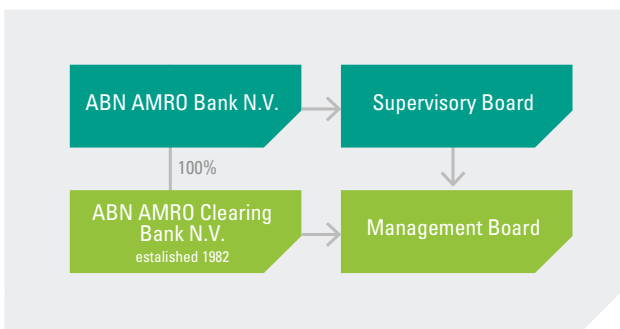 ABN AMRO Bank N.V.
Supervisory Board
100%
ABN AMRO Clearing
Bank N.V.
estalished 1982
Management Board